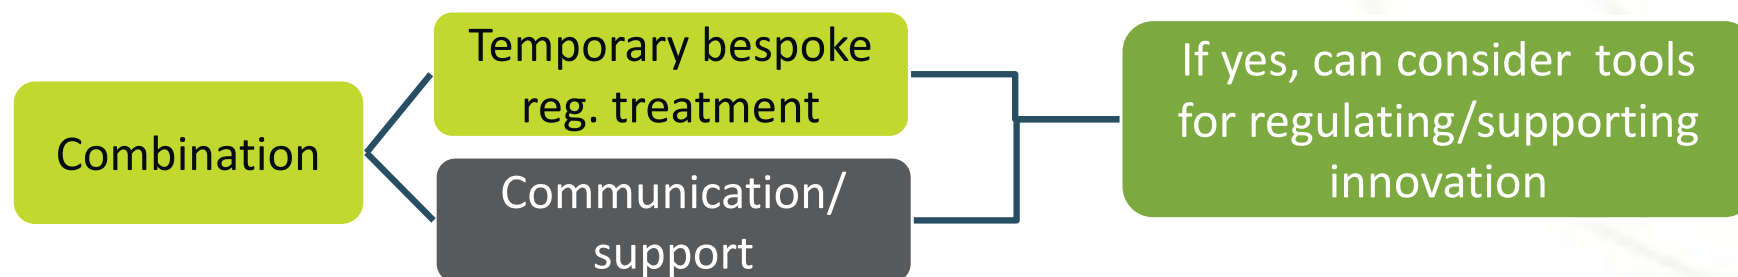 Combination
Temporary bespoke
reg. treatment
Communication/
support
If yes, can consider  tools
for regulating/supporting
innovation